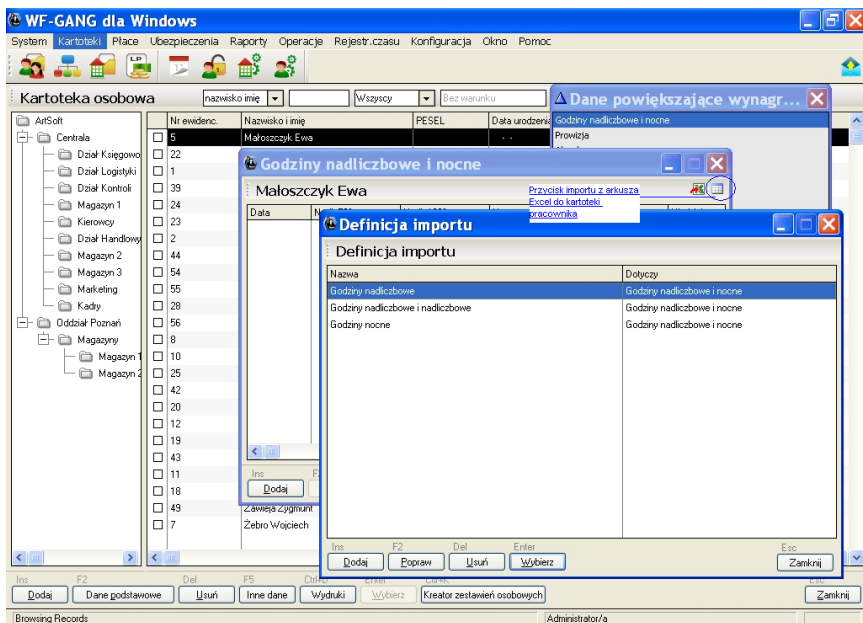 WF-GANG dla Windows
System Kartoteki Płace Ubezpieczenia Raporty Operacje Rejestr.czasu Konfiguracja Okno Pomoc
Kartoteka osobowa
nazwisko imię
Wszyscy
Bez warunku
Dane powiększające wynagr...
Godziny nadliczbowe i nocne
Prowizja
ArtSoft
Centrala
Dział Księgowo
Dział Logistyki
Dział Kontroli
Magazyn 1
Kierowcy
Dział Handlowy
Magazyn 2
Magazyn 3
Marketing
Kadry
Oddział Poznań
Magazyny
Magazyn 1
Magazyn 2
Nr ewidenc. Nazwisko i imię PESEL Data urodzenia
5 Małoszczyk Ewa - -
22
1
39
24
23
2
44
54
55
28
56
8
10
25
42
20
12
19
43
11
18
49 Zawieja Zygmunt
7 Żebro Wojciech
Godziny nadliczbowe i nocne
Małoszczyk Ewa
Przycisk importu z arkusza
Excel do kartoteki
pracownika
Data
Ins
Dodaj
Definicja importu
Definicja importu
Nazwa Dotyczy
Godziny nadliczbowe Godziny nadliczbowe i nocne
Godziny nadliczbowe i nadliczbowe Godziny nadliczbowe i nocne
Godziny nocne Godziny nadliczbowe i nocne
Ins F2 Del Enter Esc
Dodaj Popraw Usuń Wybierz Zamknij
Ins F2 Del F5 Ctrl+D Enter Ctrl+K Esc
Dodaj Dane podstawowe Usuń Inne dane Wydruki Wybierz Kreator zestawień osobowych Zamknij
Browsing Records Administrator/a